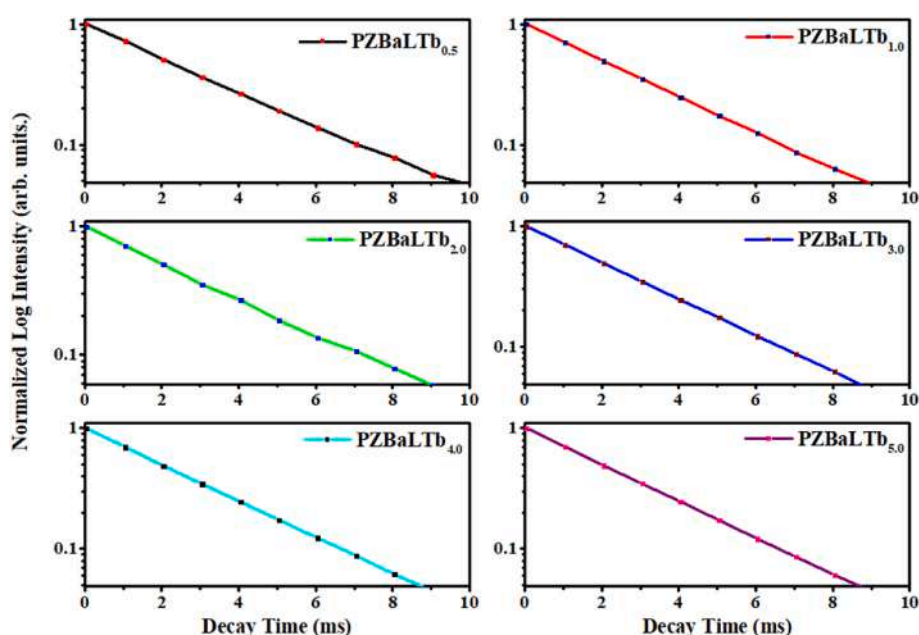 Normalized Log Intensity (arb. units.)
1
0.1
0 2 4 6 8 10
PZBaLTb0.5
1
0.1
0 2 4 6 8 10
PZBaLTb1.0
1
0.1
0 2 4 6 8 10
PZBaLTb2.0
1
0.1
0 2 4 6 8 10
PZBaLTb3.0
1
0.1
0 2 4 6 8 10
PZBaLTb4.0
1
0.1
0 2 4 6 8 10
PZBaLTb5.0
Decay Time (ms)
Decay Time (ms)